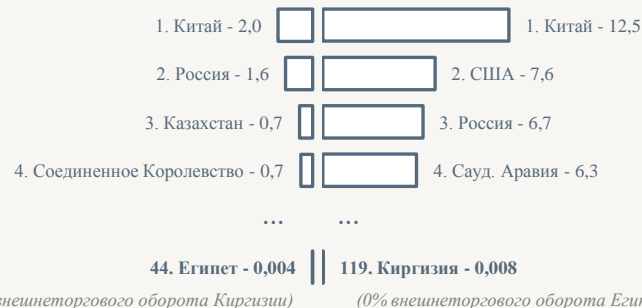 1. Китай - 2,0
1. Китай - 12,5
2. Россия - 1,6
2. США - 7,6
3. Казахстан - 0,7
3. Россия - 6,7
4. Соединенное Королевство - 0,7
4. Сауд. Аравия - 6,3
... ...
44. Египет - 0,004
119. Киргизия - 0,008
внешнеторгового оборота Киргизии)
(0% внешнеторгового оборота